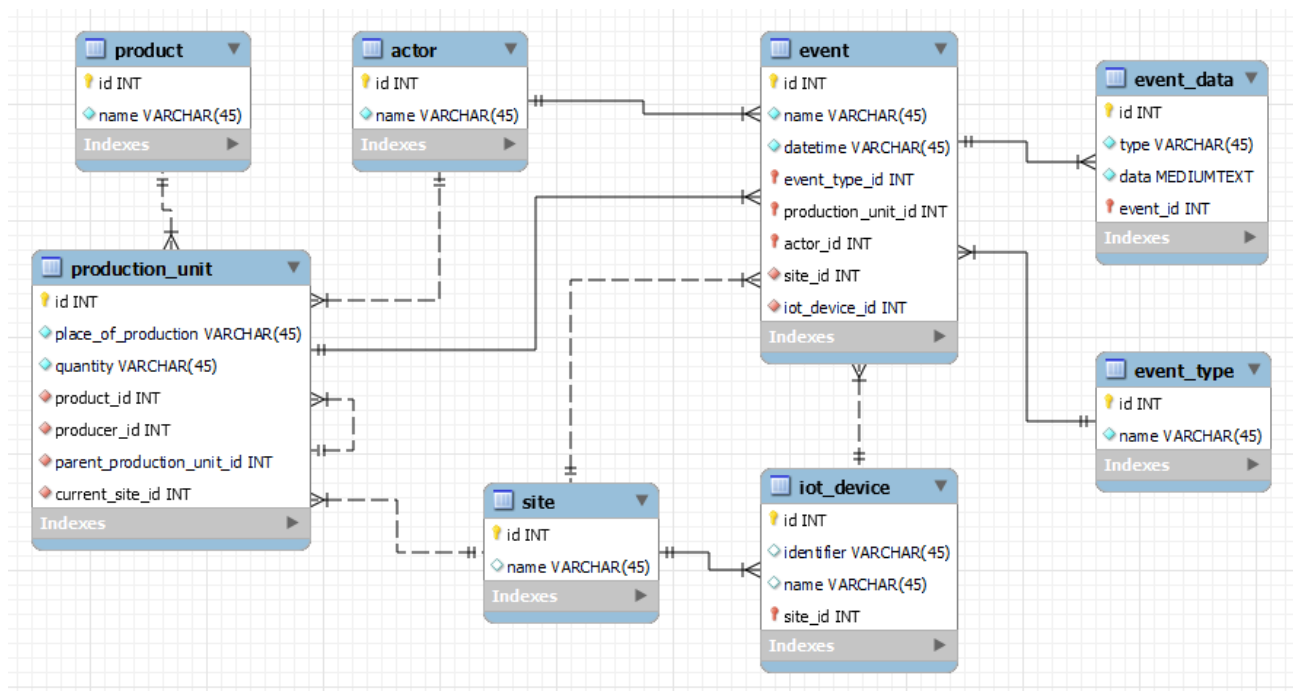 product
id INT
name VARCHAR(45)
Indexes
actor
id INT
name VARCHAR(45)
Indexes
event
id INT
name VARCHAR(45)
datetime VARCHAR(45)
event_type_id INT
production_unit_id INT
actor_id INT
site_id INT
iot_device_id INT
Indexes
event_data
id INT
type VARCHAR(45)
data MEDIUMTEXT
event_id INT
Indexes
production_unit
id INT
place_of_production VARCHAR(45)
quantity VARCHAR(45)
product_id INT
producer_id INT
parent_production_unit_id INT
current_site_id INT
Indexes
event_type
id INT
name VARCHAR(45)
Indexes
site
id INT
name VARCHAR(45)
Indexes
iot_device
id INT
identifier VARCHAR(45)
name VARCHAR(45)
site_id INT
Indexes